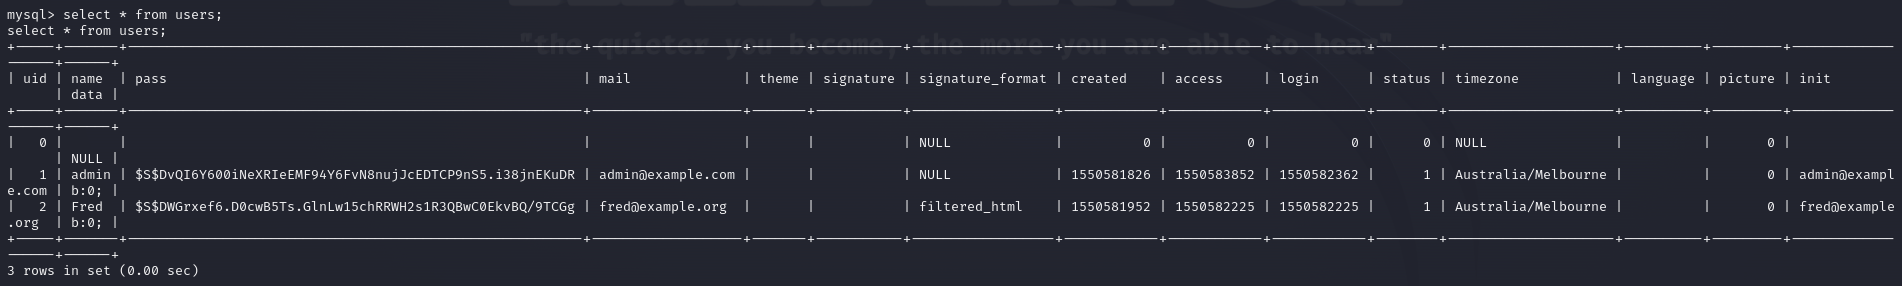 mysql> select * from users;
select * from users;
"the quieter you become, the more you are able to hear"
| uid | name | pass | mail | theme | signature | signature_format | created | access | login | status | timezone | language | picture | init
| data |
| 0 | | | | | | NULL | 0 | 0 | 0 | 0 | NULL | | 0 |
| NULL |
| 1 | admin | $S$DvQI6Y600iNeXRIeEMF94Y6FvN8nujJcEDTCP9nS5.i38jnEKuDR | admin@example.com | | | NULL | 1550581826 | 1550583852 | 1550582362 | 1 | Australia/Melbourne | | 0 | admin@exampl
e.com | b:0; |
| 2 | Fred | $S$DWGrxef6.D0cwB5Ts.GlnLw15chRRWH2s1R3QBwC0EkvBQ/9TCGg | fred@example.org | | | filtered_html | 1550581952 | 1550582225 | 1550582225 | 1 | Australia/Melbourne | | 0 | fred@example
.org | b:0; |
3 rows in set (0.00 sec)